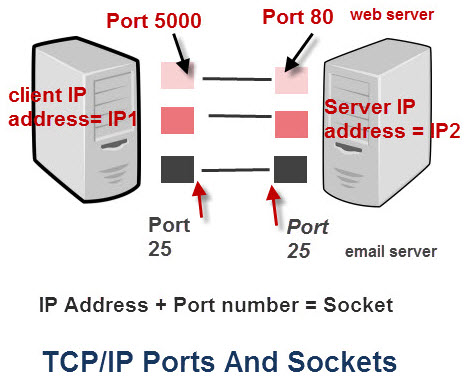 Port 5000
Port 80 web server
client IP
address= IP1
Server IP
address = IP2
Port
25
Port
25
email server
IP Address + Port number = Socket
TCP/IP Ports And Sockets